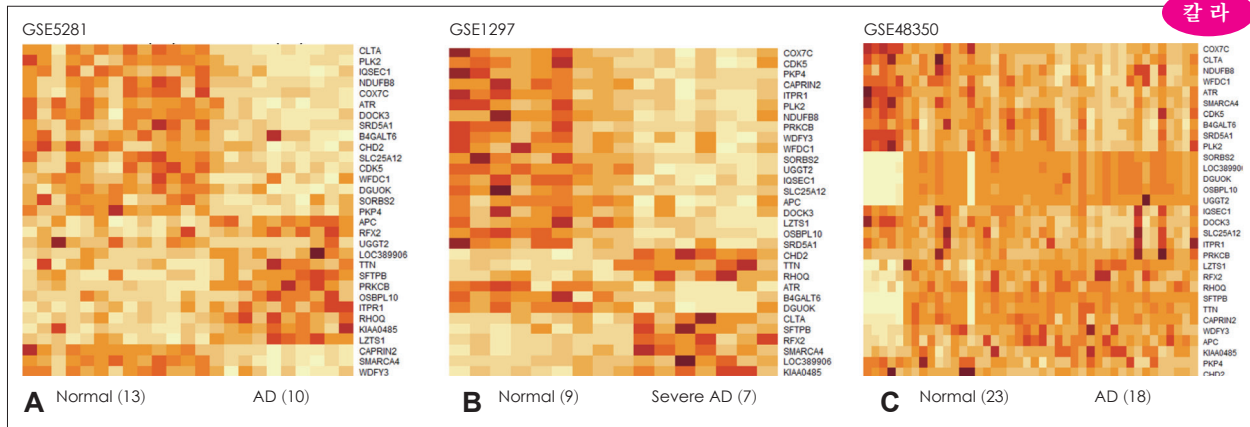 칼 라
GSE5281
CLTA
PLK2
IQSEC1
NDUFB8
COX7C
ATR
DOCK3
SRD5A1
B4GALT6
CHD2
SLC25A12
CDK5
WFDC1
DGUOK
SORBS2
PKP4
APC
RFX2
UGGT2
LOC389906
TTN
SFTPB
PRKCB
OSBPL10
ITPR1
RHOQ
KIAA0485
LZTS1
CAPRIN2
SMARCA4
WDFY3
A Normal (13) AD (10)
GSE1297
COX7C
CDK5
PKP4
CAPRIN2
ITPR1
PLK2
NDUFB8
PRKCB
WDFY3
WFDC1
SORBS2
UGGT2
IQSEC1
SLC25A12
APC
DOCK3
LZTS1
OSBPL10
SRD5A1
CHD2
TTN
RHOQ
ATR
B4GALT6
DGUOK
CLTA
SFTPB
RFX2
SMARCA4
LOC389906
KIAA0485
B Normal (9) Severe AD (7)
GSE48350
COX7C
CLTA
NDUFB8
WFDC1
ATR
SMARCA4
CDK5
B4GALT6
SRD5A1
PLK2
SORBS2
LOC389906
DGUOK
OSBPL10
UGGT2
IQSEC1
DOCK3
SLC25A12
ITPR1
PRKCB
LZTS1
RFX2
RHOQ
SFTPB
TTN
CAPRIN2
WDFY3
APC
KIAA0485
PKP4
CHD2
C Normal (23) AD (18)